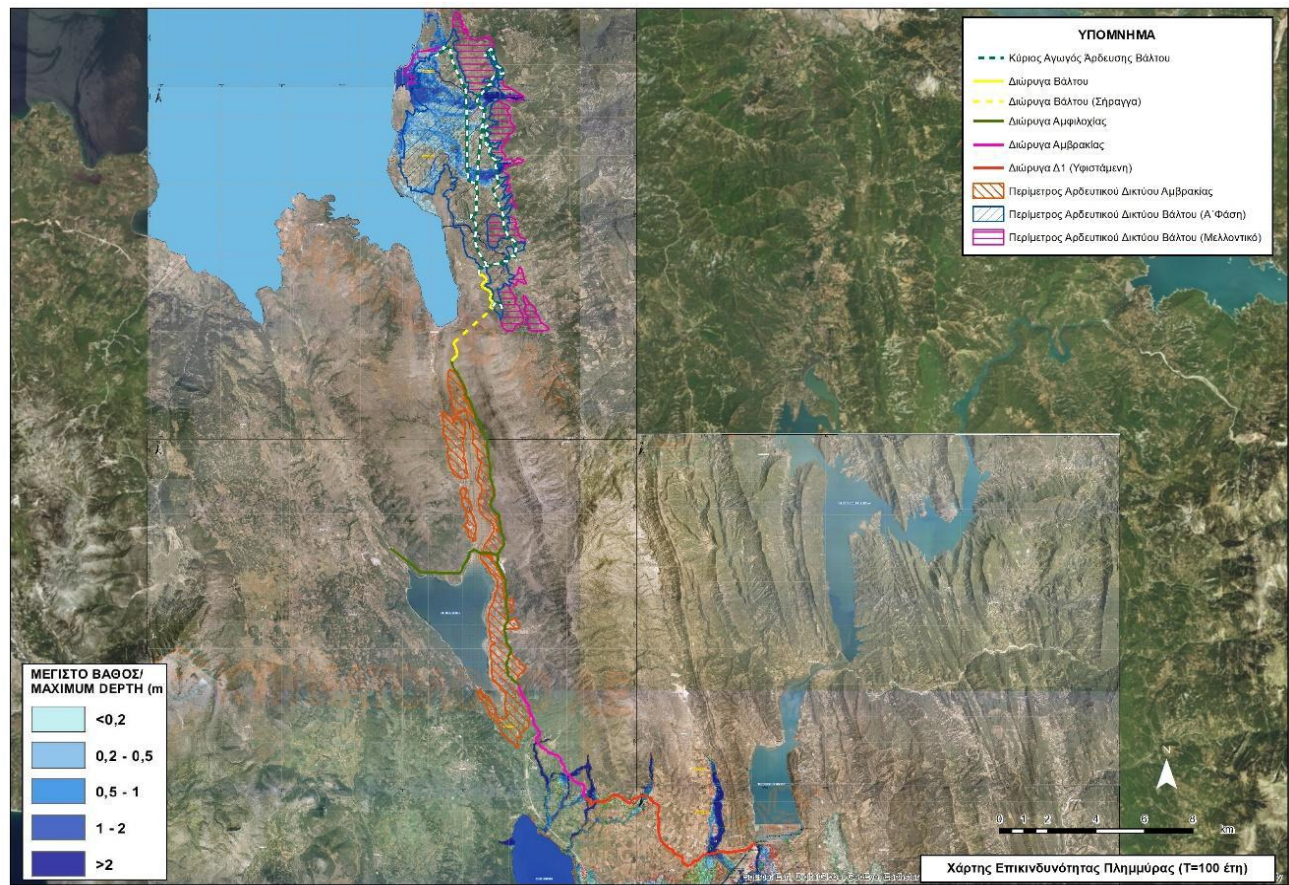 ΥΠΟΜΝΗΜΑ
Κύριος Αγωγός Άρδευσης Βάλτου
Διώρυγα Βάλτου
Διώρυγα Βάλτου (Σήραγγα)
Διώρυγα Αμφιλοχίας
Διώρυγα Αμβρακίας
Διώρυγα Δ1 (Υφιστάμενη)
Περίμετρος Αρδευτικού Δικτύου Αμβρακίας
Περίμετρος Αρδευτικού Δικτύου Βάλτου (Α΄Φάση)
Περίμετρος Αρδευτικού Δικτύου Βάλτου (Μελλοντικό)
ΜΕΓΙΣΤΟ ΒΑΘΟΣ/
MAXIMUM DEPTH (m
<0,2
0,2 - 0,5
0,5 - 1
1 - 2
>2
N
0 1 2 4 6 8
km
Χάρτης Επικινδυνότητας Πλημμύρας (Τ=100 έτη)